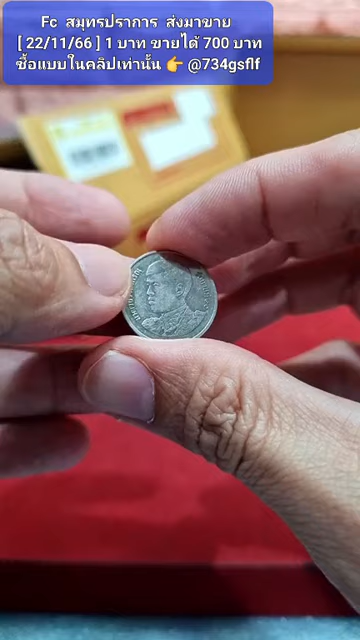 Fc สมุทรปราการ ส่งมาขาย
[ 22/11/66 ] 1 บาท ขายได้ 700 บาท
ซื้อแบบในคลิปเท่านั้น 👉 @734gsflf